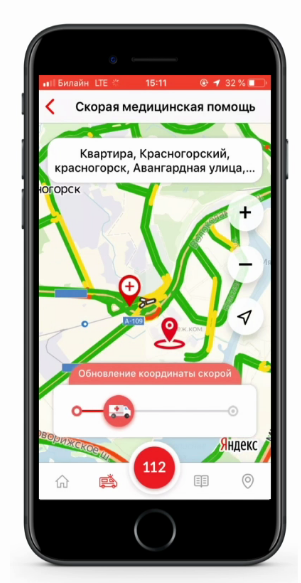 Билайн LTE 15:11 32 %
Скорая медицинская помощь
Квартира, Красногорский,
красногорск, Авангардная улица,...
ногорск
+
−
А-109
Обновление координаты скорой
Яндекс
112